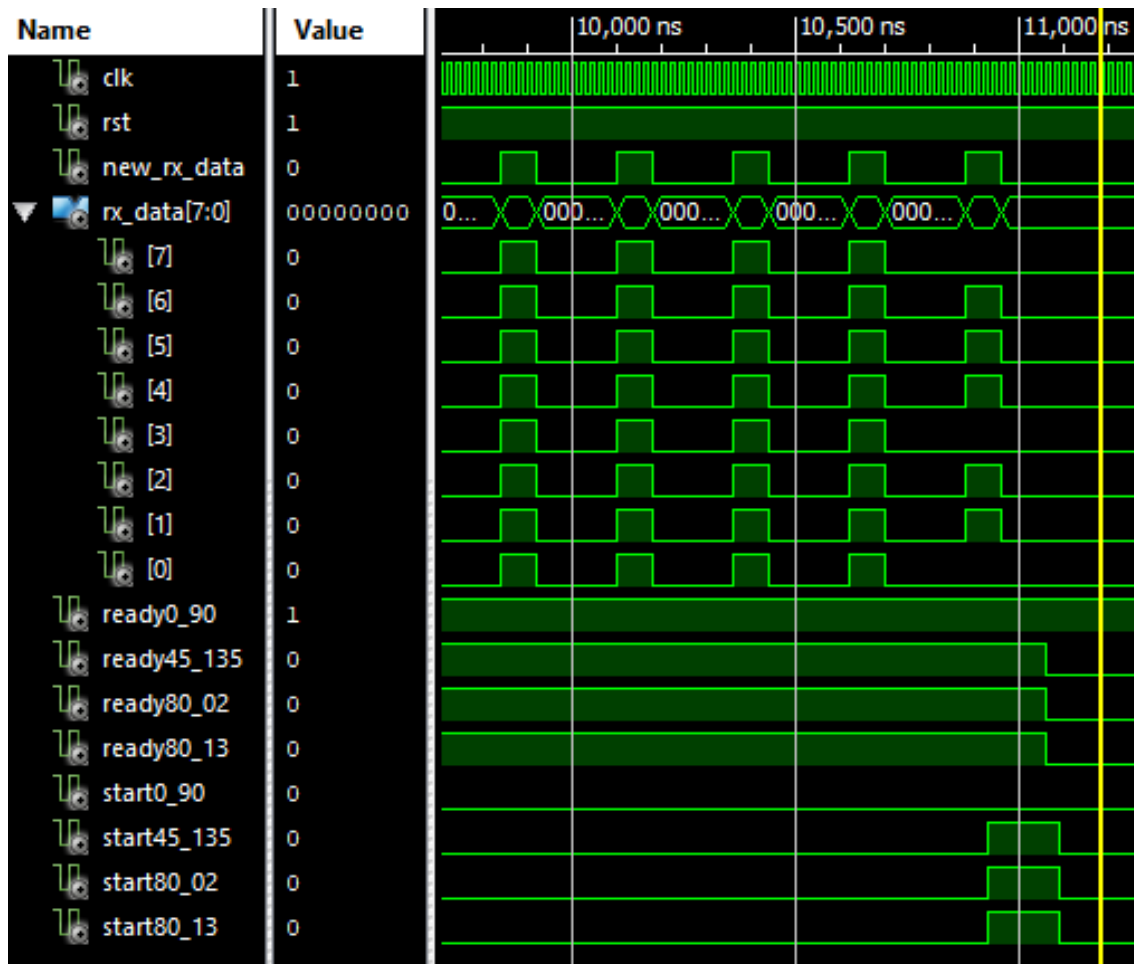 Name Value 10,000 ns 10,500 ns 11,000 ns
clk 1
rst 1
new_rx_data 0
rx_data[7:0] 00000000 0... 000... 000... 000... 000...
[7] 0
[6] 0
[5] 0
[4] 0
[3] 0
[2] 0
[1] 0
[0] 0
ready0_90 1
ready45_135 0
ready80_02 0
ready80_13 0
start0_90 0
start45_135 0
start80_02 0
start80_13 0